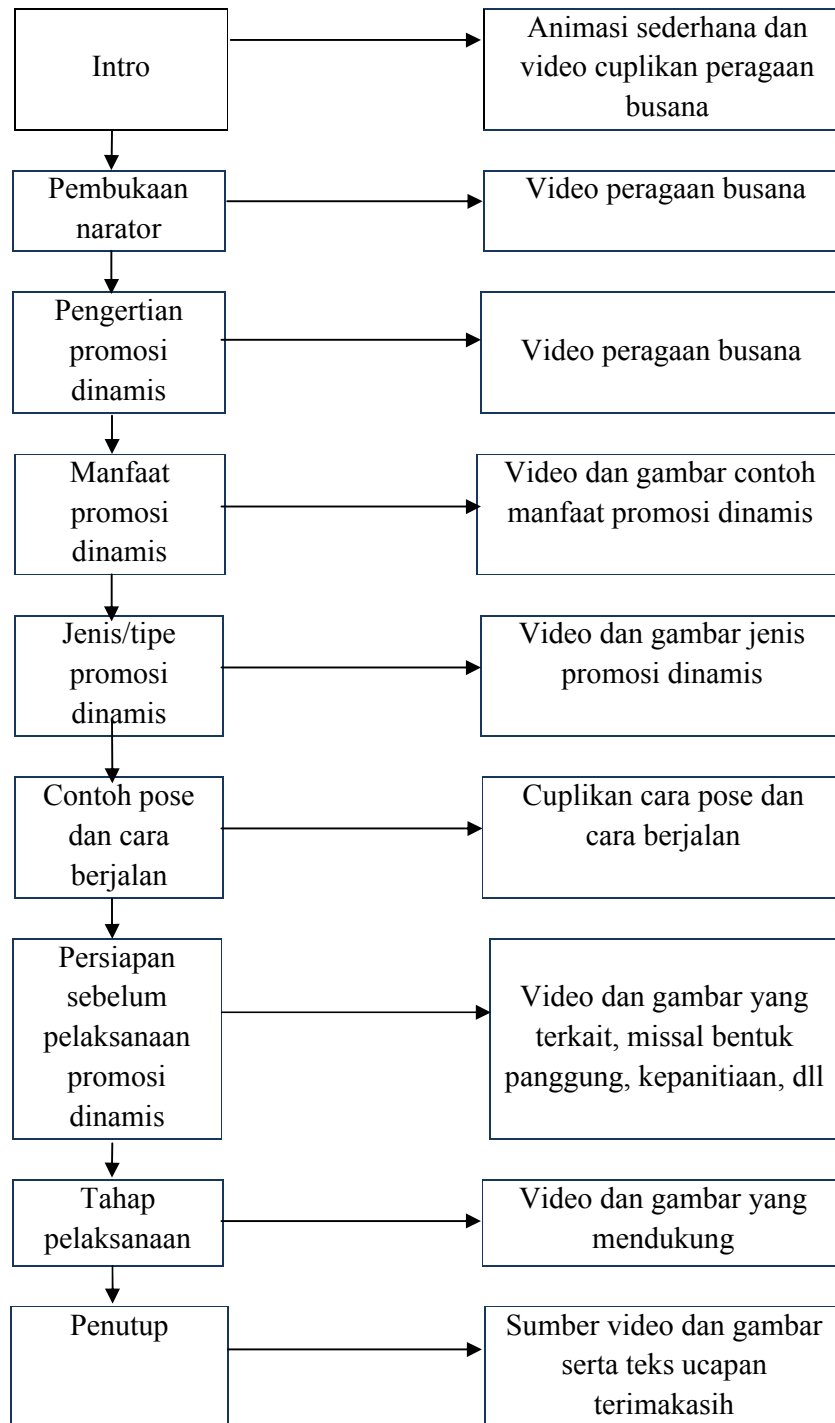 Intro
Animasi sederhana dan
video cuplikan peragaan
busana
Pembukaan
narator
Video peragaan busana
Pengertian
promosi
dinamis
Video peragaan busana
Manfaat
promosi
dinamis
Video dan gambar contoh
manfaat promosi dinamis
Jenis/tipe
promosi
dinamis
Video dan gambar jenis
promosi dinamis
Contoh pose
dan cara
berjalan
Cuplikan cara pose dan
cara berjalan
Persiapan
sebelum
pelaksanaan
promosi
dinamis
Video dan gambar yang
terkait, missal bentuk
panggung, kepanitiaan, dll
Tahap
pelaksanaan
Video dan gambar yang
mendukung
Penutup
Sumber video dan gambar
serta teks ucapan
terimakasih